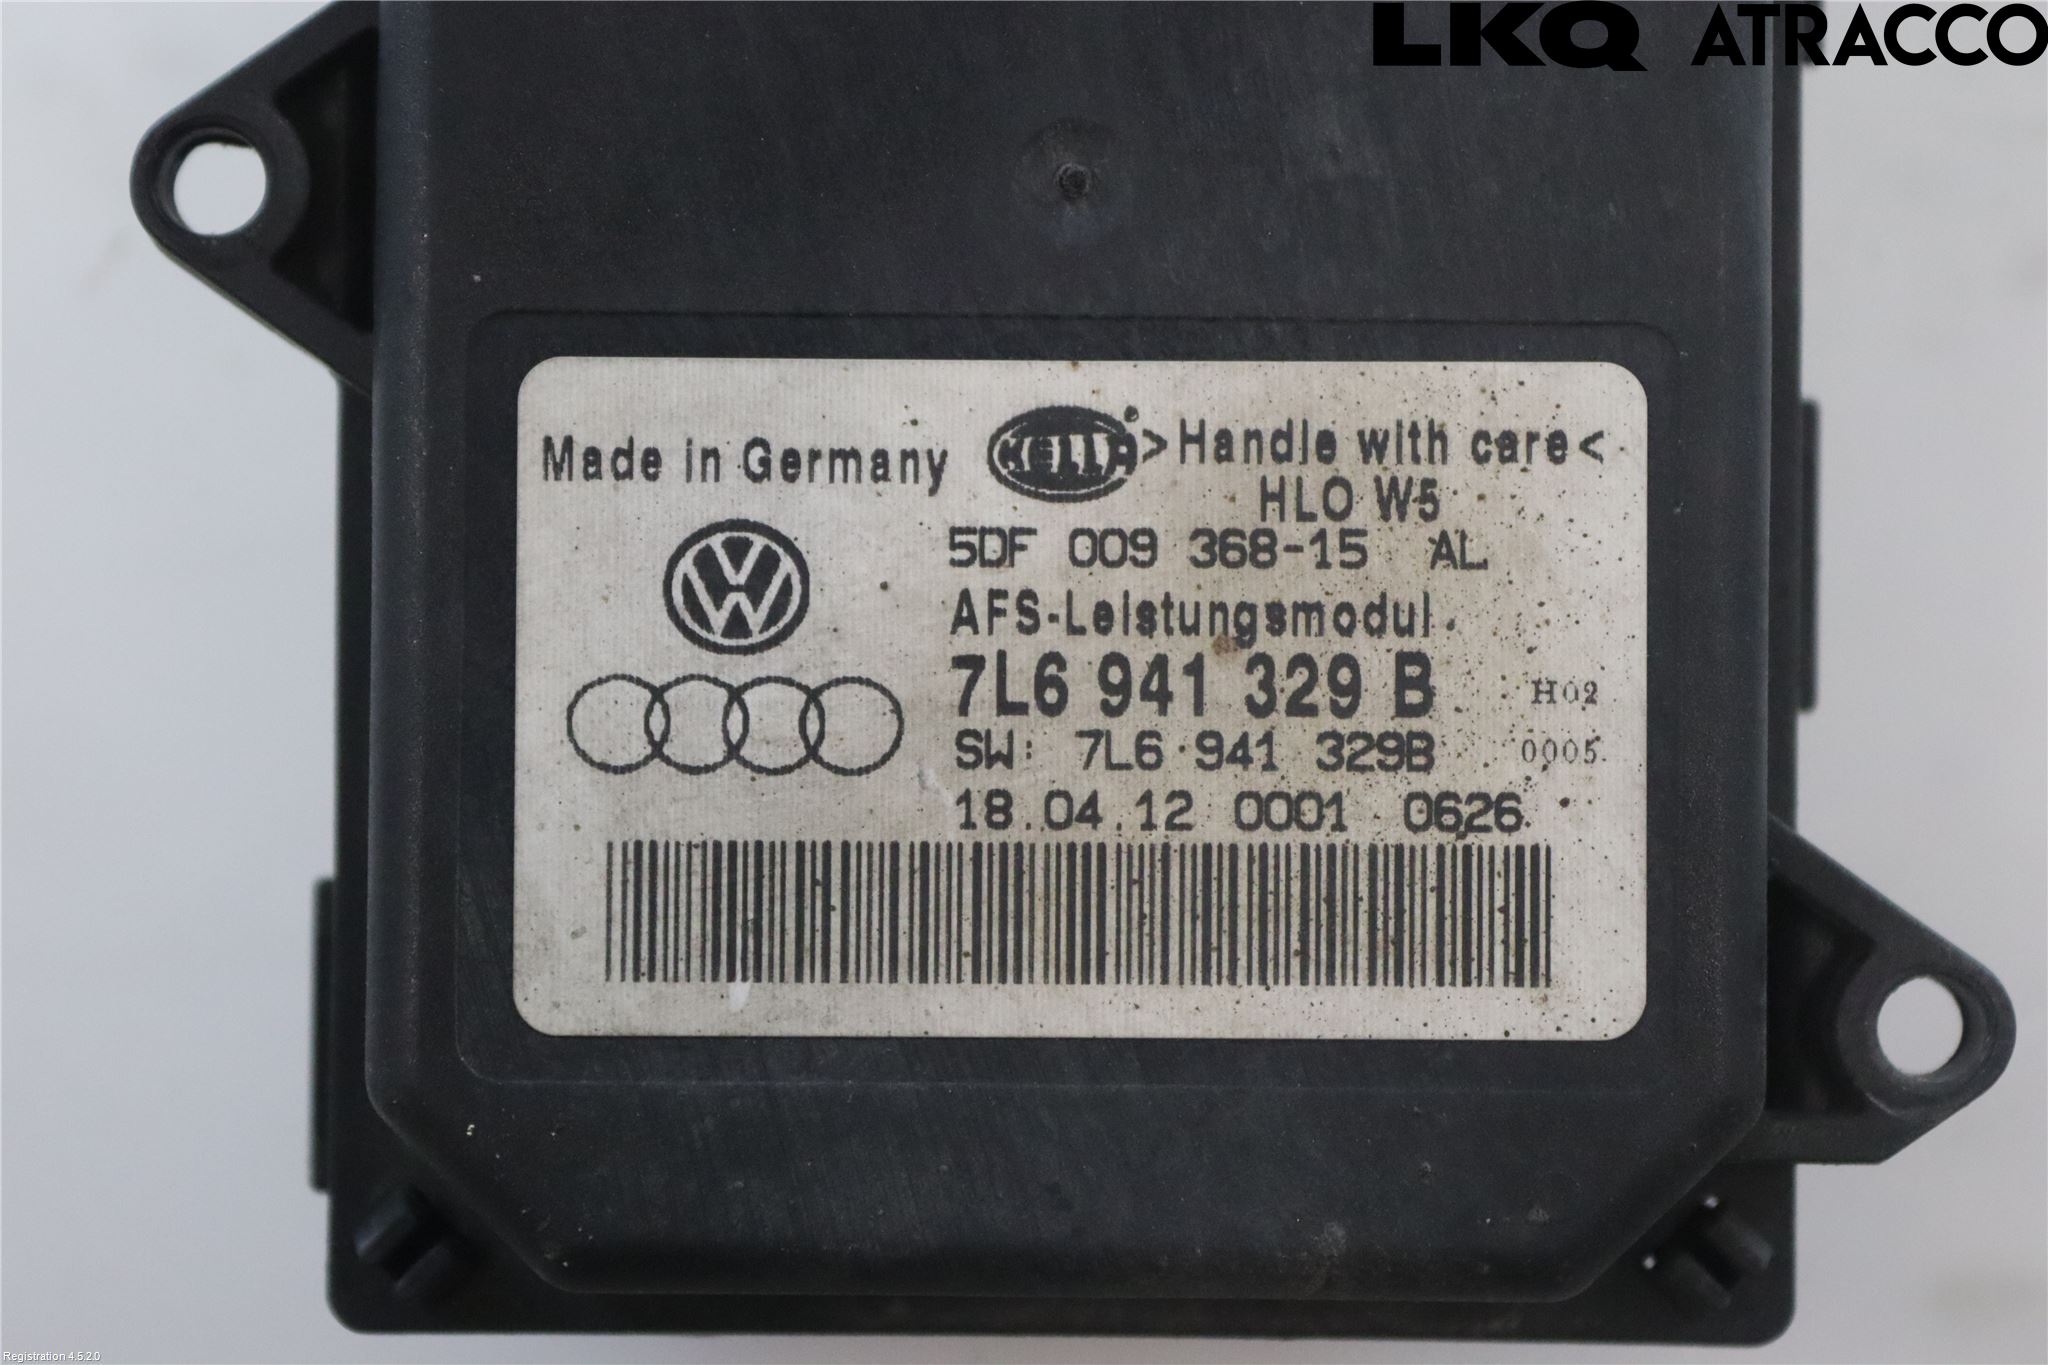 LKQ ATRACCO
Made in Germany HELLA >Handle with care<
HLO W5
5DF 009 368-15 AL
AFS-Leistungsmodul
7L6 941 329 B H02
SW: 7L6 941 329B 0005
18.04.12 0001 0626
Registration 4.5.2.0